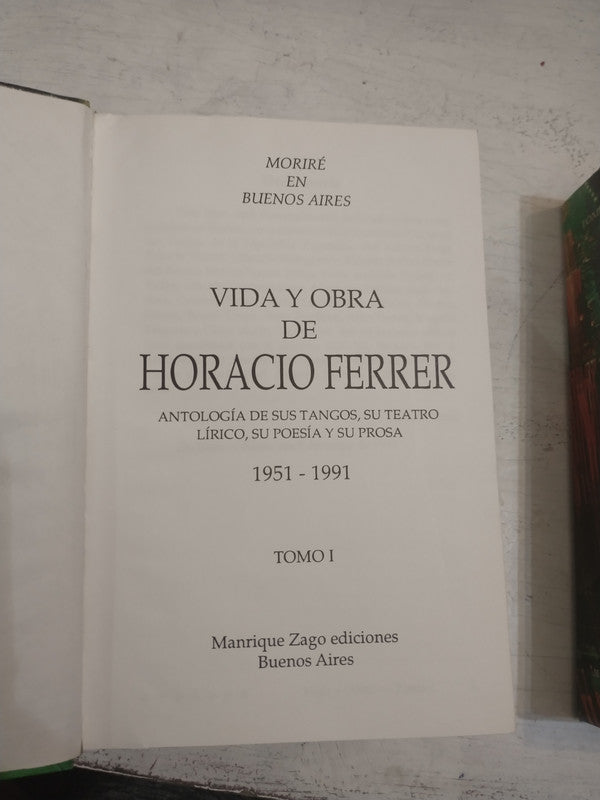 MORIRÉ
EN
BUENOS AIRES
VIDA Y OBRA
DE
HORACIO FERRER
ANTOLOGÍA DE SUS TANGOS, SU TEATRO
LÍRICO, SU POESÍA Y SU PROSA
1951 - 1991
TOMO I
Manrique Zago ediciones
Buenos Aires